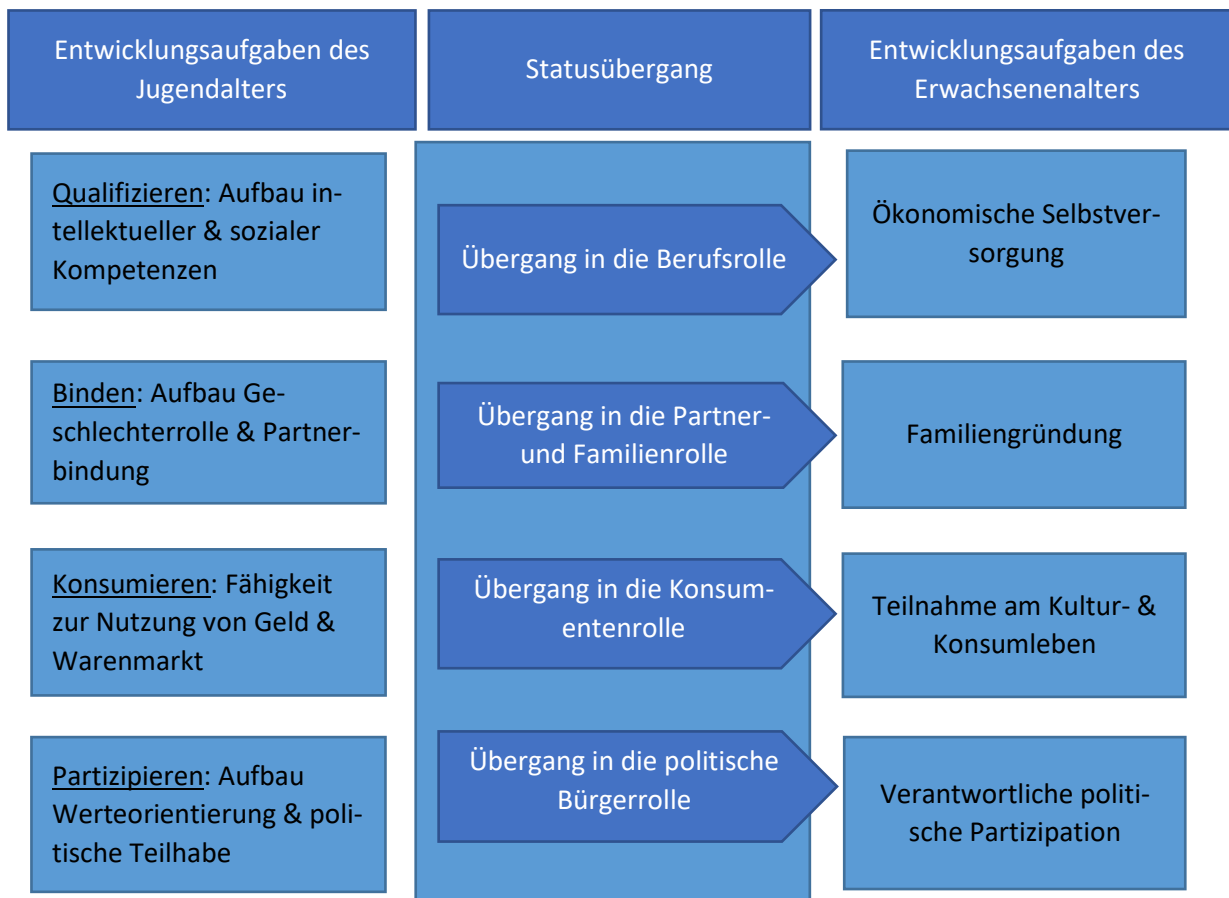 Entwicklungsaufgaben des
Jugendalters
Statusübergang
Entwicklungsaufgaben des
Erwachsenenalters
Qualifizieren: Aufbau in-
tellektueller & sozialer
Kompetenzen
Übergang in die Berufsrolle
Ökonomische Selbstver-
sorgung
Binden: Aufbau Ge-
schlechterrolle & Partner-
bindung
Übergang in die Partner-
und Familienrolle
Familiengründung
Konsumieren: Fähigkeit
zur Nutzung von Geld &
Warenmarkt
Übergang in die Konsum-
entenrolle
Teilnahme am Kultur- &
Konsumleben
Partizipieren: Aufbau
Werteorientierung & poli-
tische Teilhabe
Übergang in die politische
Bürgerrolle
Verantwortliche politi-
sche Partizipation